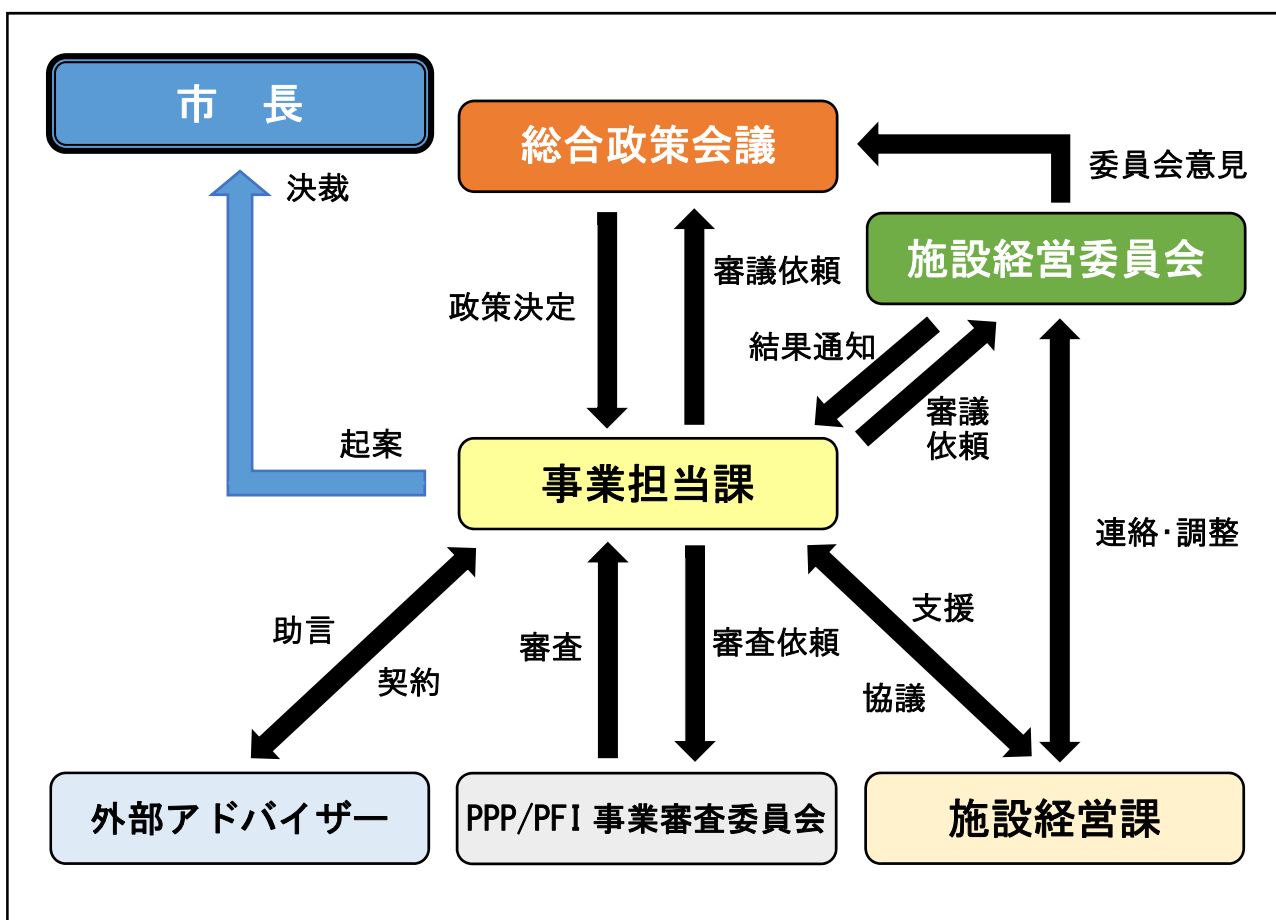 市　長
総合政策会議
決裁
委員会意見
施設経営委員会
審議依頼
政策決定
結果通知
審議
依頼
起案
事業担当課
連絡・調整
助言
審査
審査依頼
支援
契約
協議
外部アドバイザー
PPP/PFI 事業審査委員会
施設経営課